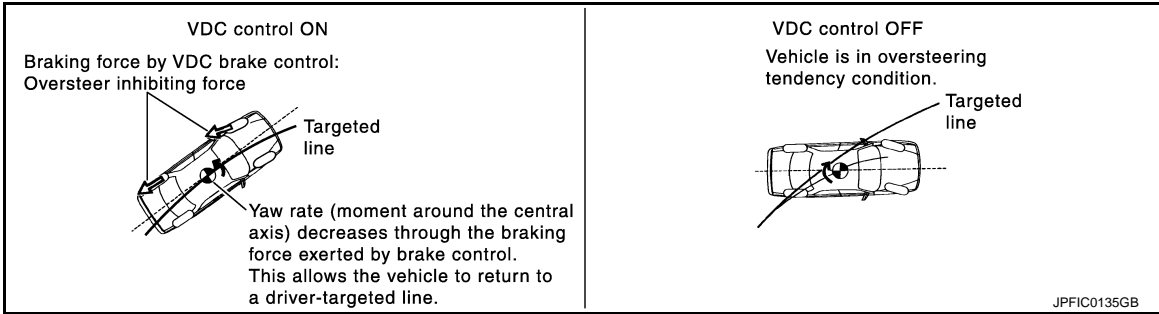 VDC control ON
Braking force by VDC brake control:
Oversteer inhibiting force
Targeted
line
Yaw rate (moment around the central
axis) decreases through the braking
force exerted by brake control.
This allows the vehicle to return to
a driver-targeted line.
VDC control OFF
Vehicle is in oversteering
tendency condition.
Targeted
line
JPFIC0135GB